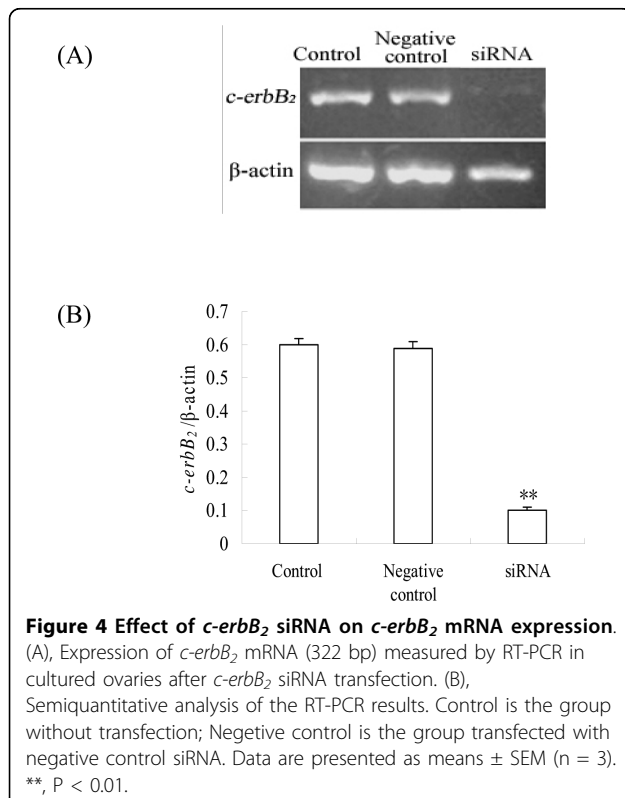 (A)
Control Negative control siRNA
c-erbB₂
β-actin
(B)
0.7
0.6
0.5
0.4
0.3
0.2
0.1
0
c-erbB₂ /β-actin
**
Control Negative control siRNA
Figure 4 Effect of c-erbB₂ siRNA on c-erbB₂ mRNA expression.
(A), Expression of c-erbB₂ mRNA (322 bp) measured by RT-PCR in
cultured ovaries after c-erbB₂ siRNA transfection. (B),
Semiquantitative analysis of the RT-PCR results. Control is the group
without transfection; Negetive control is the group transfected with
negative control siRNA. Data are presented as means ± SEM (n = 3).
**, P < 0.01.